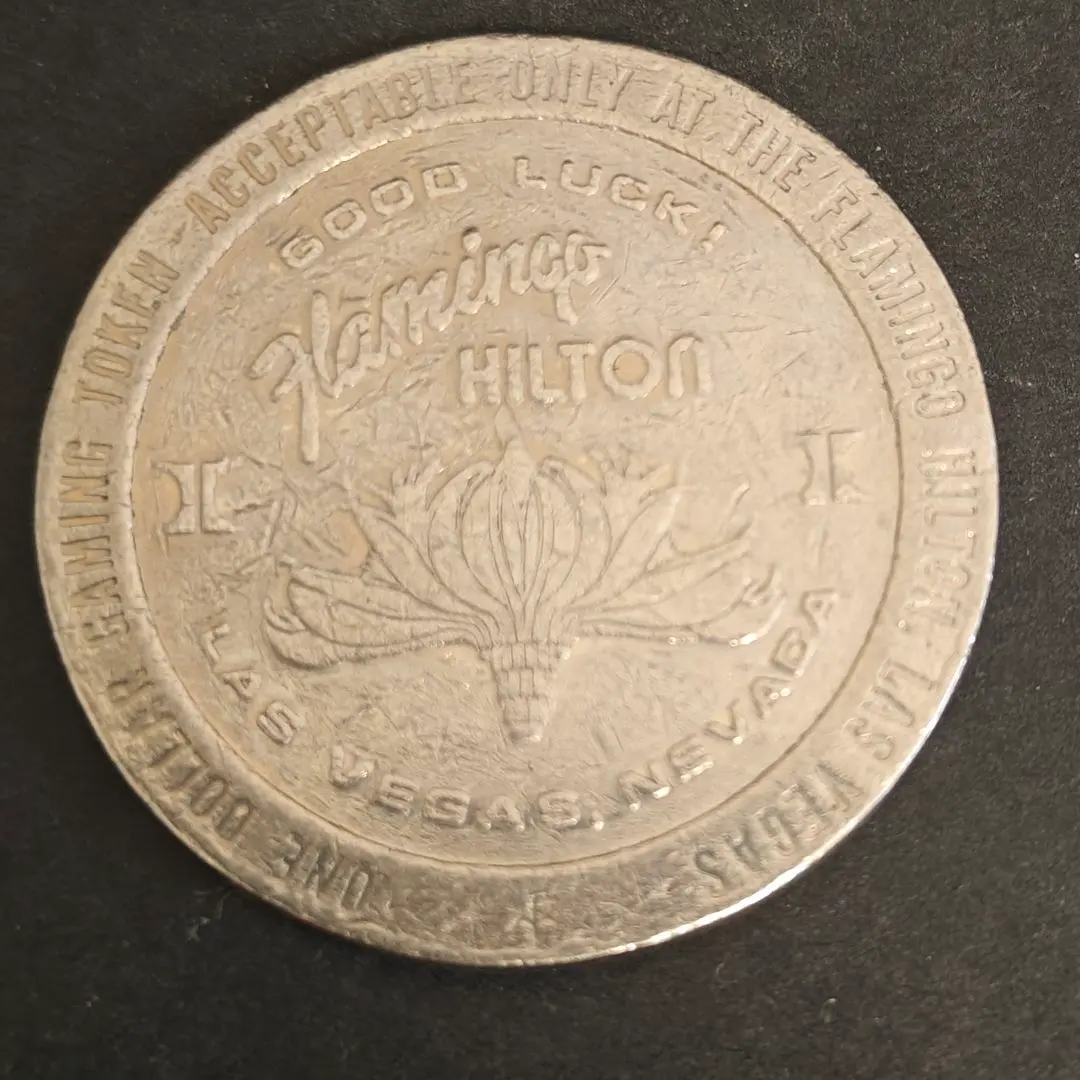 ONE DOLLAR GAMING TOKEN ACCEPTABLE ONLY AT THE FLAMINGO HILTON LAS VEGAS
GOOD LUCK!
Flamingo
HILTON
I I
LAS VEGAS, NEVADA